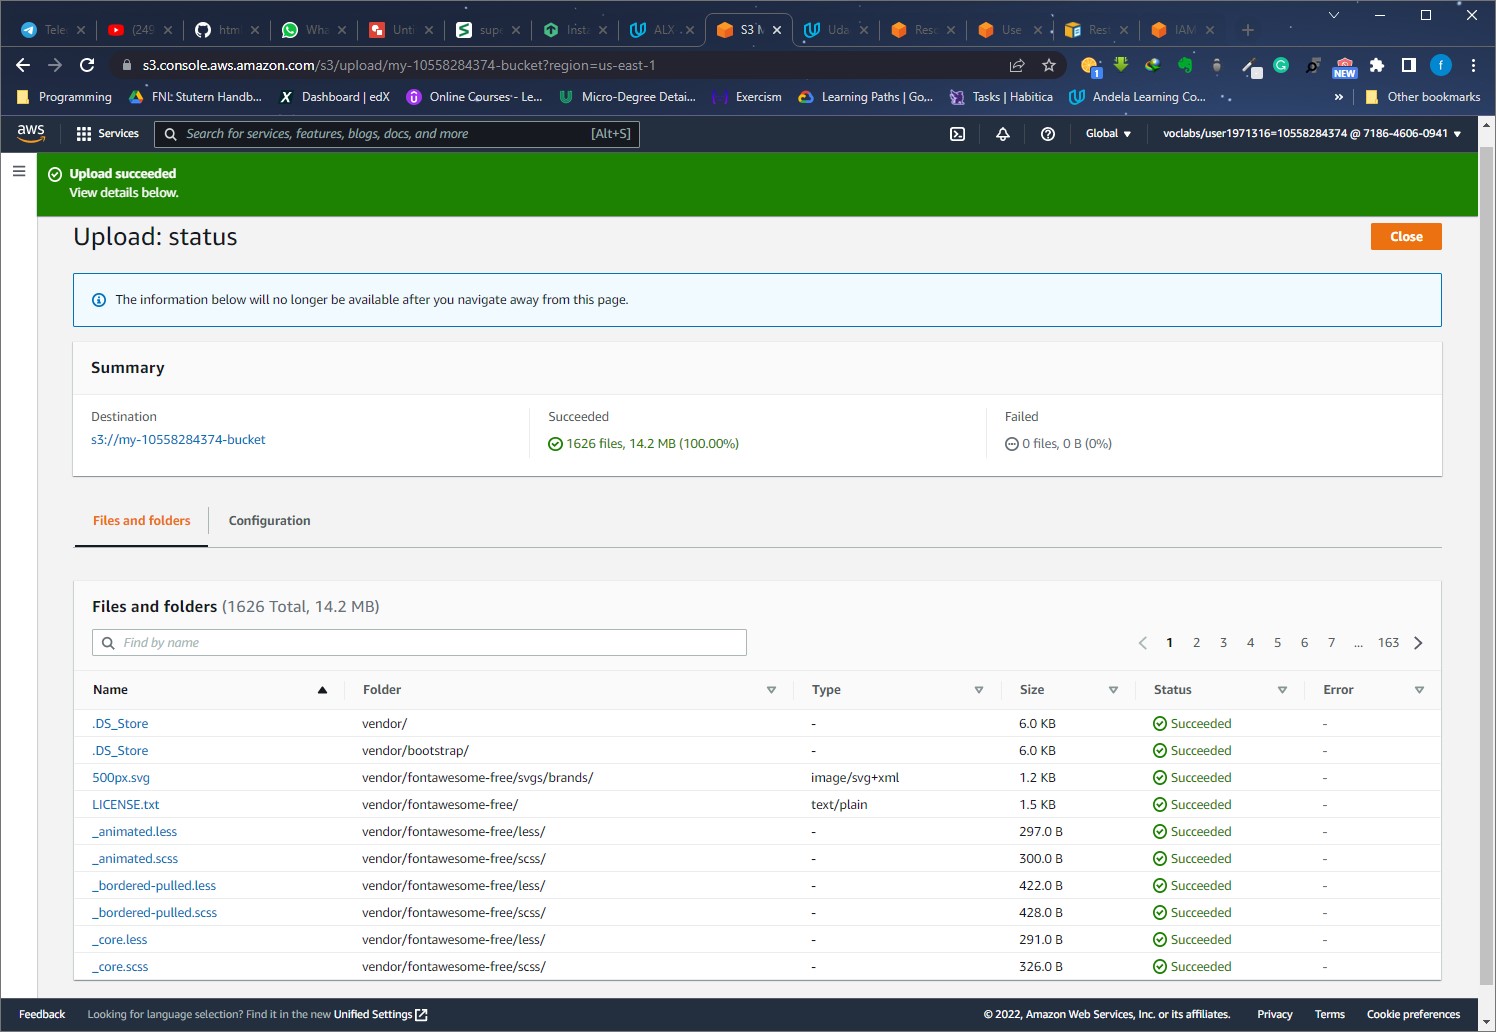 Tele
(249
htm
Wha
Unti
supe
Insta
ALX
S3 M
Uda
Reso
Use
Rest
IAM
s3.console.aws.amazon.com/s3/upload/my-10558284374-bucket?region=us-east-1
1
NEW
f
Programming
FNL: Stutern Handb...
Dashboard | edX
Online Courses - Le...
Micro-Degree Detai...
Exercism
Learning Paths | Go...
Tasks | Habitica
Andela Learning Co...
»
Other bookmarks
aws
Services
Search for services, features, blogs, docs, and more [Alt+S]
Global
voclabs/user1971316=10558284374 @ 7186-4606-0941
Upload succeeded
View details below.
Upload: status
Close
The information below will no longer be available after you navigate away from this page.
Summary
Destination Succeeded Failed
s3://my-10558284374-bucket 1626 files, 14.2 MB (100.00%) 0 files, 0 B (0%)
Files and folders Configuration
Files and folders (1626 Total, 14.2 MB)
Find by name 1 2 3 4 5 6 7 ... 163
Name Folder Type Size Status Error
.DS_Store vendor/ - 6.0 KB Succeeded -
.DS_Store vendor/bootstrap/ - 6.0 KB Succeeded -
500px.svg vendor/fontawesome-free/svgs/brands/ image/svg+xml 1.2 KB Succeeded -
LICENSE.txt vendor/fontawesome-free/ text/plain 1.5 KB Succeeded -
_animated.less vendor/fontawesome-free/less/ - 297.0 B Succeeded -
_animated.scss vendor/fontawesome-free/scss/ - 300.0 B Succeeded -
_bordered-pulled.less vendor/fontawesome-free/less/ - 422.0 B Succeeded -
_bordered-pulled.scss vendor/fontawesome-free/scss/ - 428.0 B Succeeded -
_core.less vendor/fontawesome-free/less/ - 291.0 B Succeeded -
_core.scss vendor/fontawesome-free/scss/ - 326.0 B Succeeded -
Feedback Looking for language selection? Find it in the new Unified Settings © 2022, Amazon Web Services, Inc. or its affiliates. Privacy Terms Cookie preferences